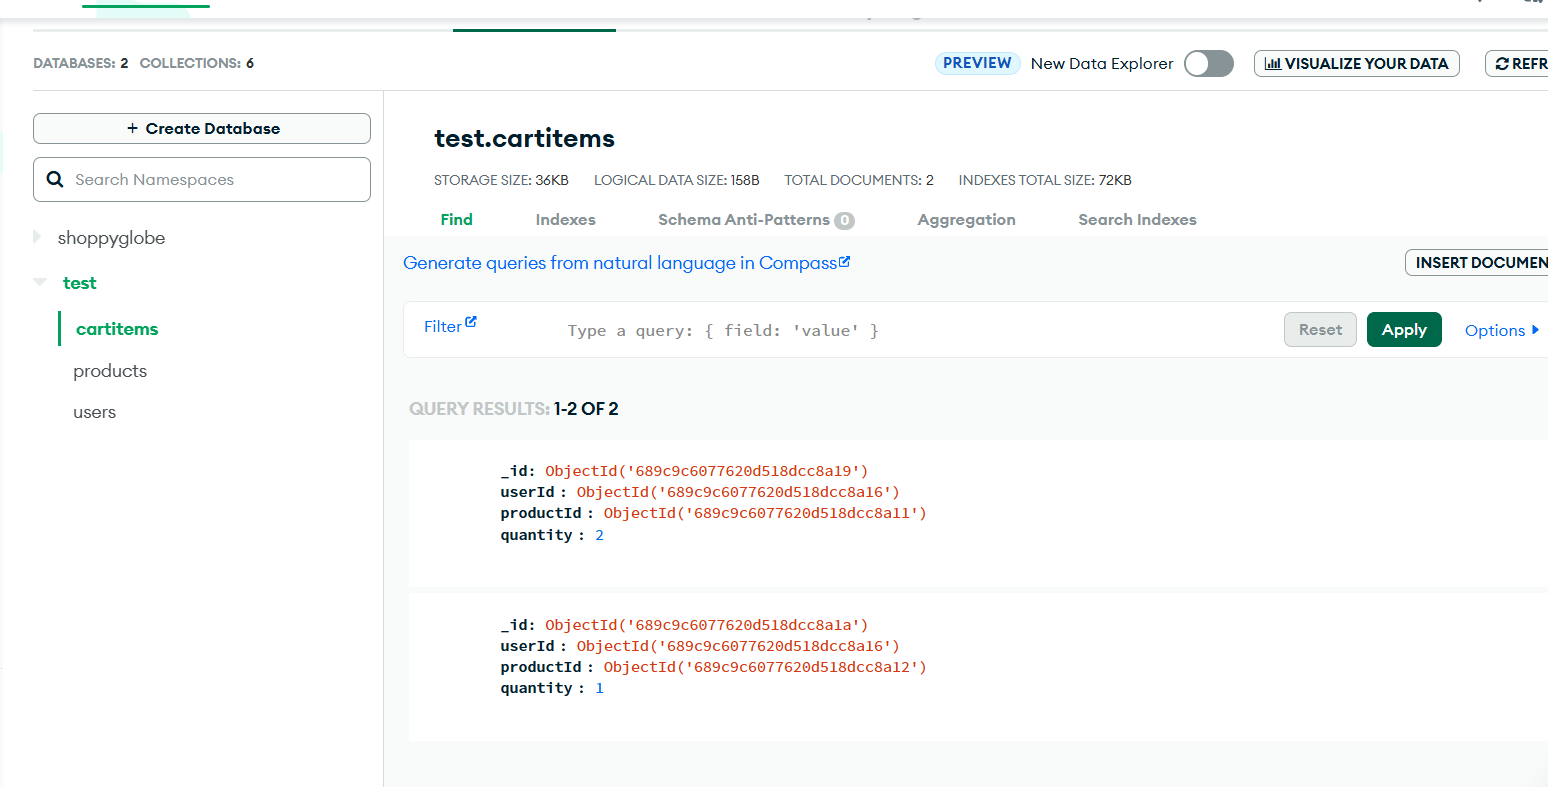 DATABASES: 2 COLLECTIONS: 6
PREVIEW New Data Explorer VISUALIZE YOUR DATA REFR
+ Create Database
Search Namespaces
shoppyglobe
test
cartitems
products
users
test.cartitems
STORAGE SIZE: 36KB LOGICAL DATA SIZE: 158B TOTAL DOCUMENTS: 2 INDEXES TOTAL SIZE: 72KB
Find Indexes Schema Anti-Patterns 0 Aggregation Search Indexes
Generate queries from natural language in Compass
INSERT DOCUMEN
Filter Type a query: { field: 'value' } Reset Apply Options
QUERY RESULTS: 1-2 OF 2
_id: ObjectId('689c9c6077620d518dcc8a19')
userId : ObjectId('689c9c6077620d518dcc8a16')
productId : ObjectId('689c9c6077620d518dcc8a11')
quantity : 2
_id: ObjectId('689c9c6077620d518dcc8a1a')
userId : ObjectId('689c9c6077620d518dcc8a16')
productId : ObjectId('689c9c6077620d518dcc8a12')
quantity : 1